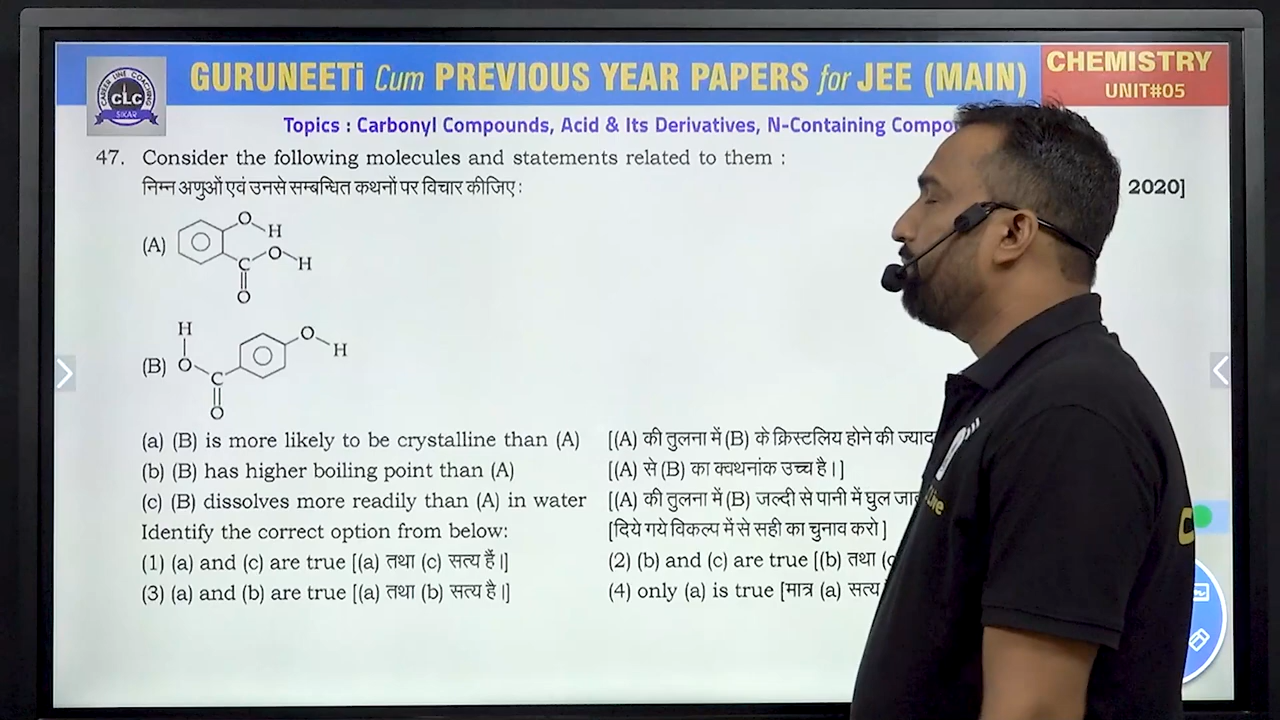 GURUNEETi Cum PREVIOUS YEAR PAPERS for JEE (MAIN)
CHEMISTRY
UNIT#05
CAREER LINE COACHING
CLC
SIKAR
Topics : Carbonyl Compounds, Acid & Its Derivatives, N-Containing
47. Consider the following molecules and statements related to them :
निम्न अणुओं एवं उनसे सम्बन्धित कथनों पर विचार कीजिए :
2020]
(A)
O
H
O
H
C
O
H
O
H
(B) O
C
O
(a) (B) is more likely to be crystalline than (A) [(A) की तुलना में (B) के क्रिस्टलिय होने की
(b) (B) has higher boiling point than (A) [(A) से (B) का क्वथनांक उच्च है।]
(c) (B) dissolves more readily than (A) in water [(A) की तुलना में (B) जल्दी से पानी में घुल
Identify the correct option from below: [दिये गये विकल्प में से सही का चुनाव करो]
(1) (a) and (c) are true [(a) तथा (c) सत्य हैं।] (2) (b) and (c) are true [(b) तथा
(3) (a) and (b) are true [(a) तथा (b) सत्य है।] (4) only (a) is true [मात्र (a) सत्य